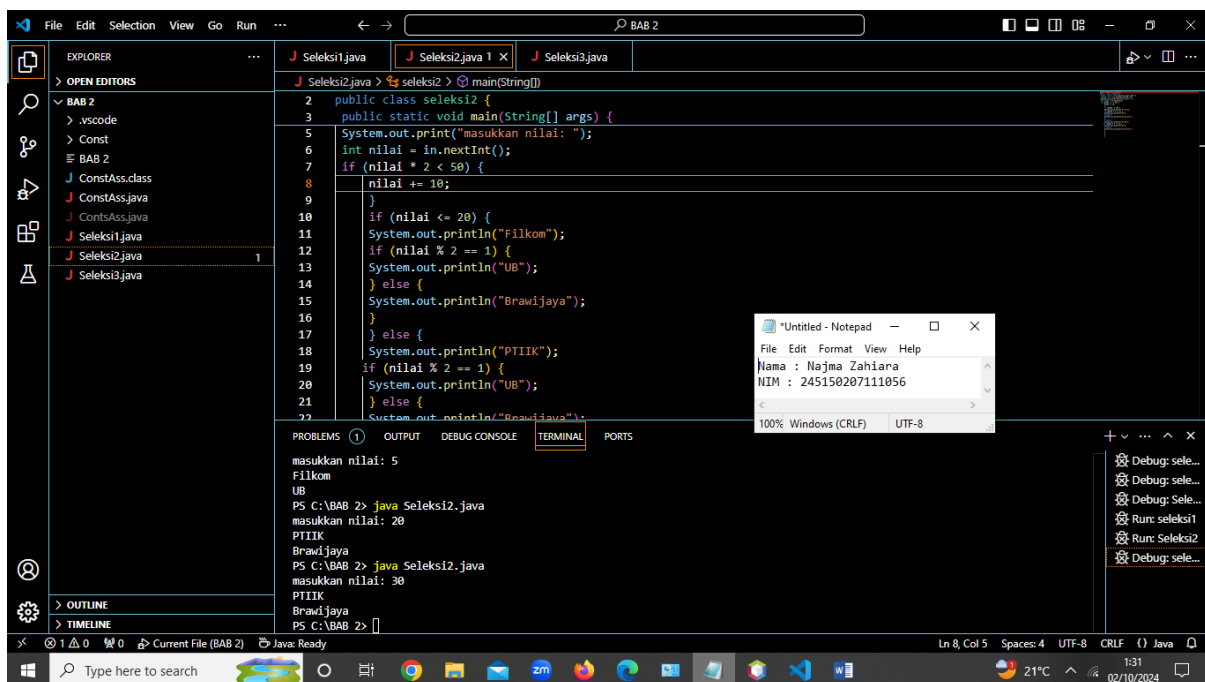 File Edit Selection View Go Run ···
BAB 2
EXPLORER ···
> OPEN EDITORS
BAB 2
> .vscode
> Const
BAB 2
J ConstAss.class
J ConstAss.java
J ContsAss.java
J Seleksi1.java
J Seleksi2.java 1
J Seleksi3.java
> OUTLINE
> TIMELINE
J Seleksi1.java J Seleksi2.java 1 J Seleksi3.java
J Seleksi2.java > seleksi2 > main(String[])
2 public class seleksi2 {
3 public static void main(String[] args) {
5 System.out.print("masukkan nilai: ");
6 int nilai = in.nextInt();
7 if (nilai * 2 < 50) {
8 nilai += 10;
9 }
10 if (nilai <= 20) {
11 System.out.println("Filkom");
12 if (nilai % 2 == 1) {
13 System.out.println("UB");
14 } else {
15 System.out.println("Brawijaya");
16 }
17 } else {
18 System.out.println("PTIIK");
19 if (nilai % 2 == 1) {
20 System.out.println("UB");
21 } else {
22 System.out.println("Brawijaya");
*Untitled - Notepad
File Edit Format View Help
Nama : Najma Zahiara
NIM : 245150207111056
100% Windows (CRLF) UTF-8
PROBLEMS 1 OUTPUT DEBUG CONSOLE TERMINAL PORTS
masukkan nilai: 5
Filkom
UB
PS C:\BAB 2> java Seleksi2.java
masukkan nilai: 20
PTIIK
Brawijaya
PS C:\BAB 2> java Seleksi2.java
masukkan nilai: 30
PTIIK
Brawijaya
PS C:\BAB 2>
Debug: sele...
Debug: sele...
Debug: Sele...
Run: seleksi1
Run: Seleksi2
Debug: sele...
1 0 0 Current File (BAB 2) Java: Ready Ln 8, Col 5 Spaces: 4 UTF-8 CRLF {} Java
Type here to search
zm
21°C
1:31
02/10/2024